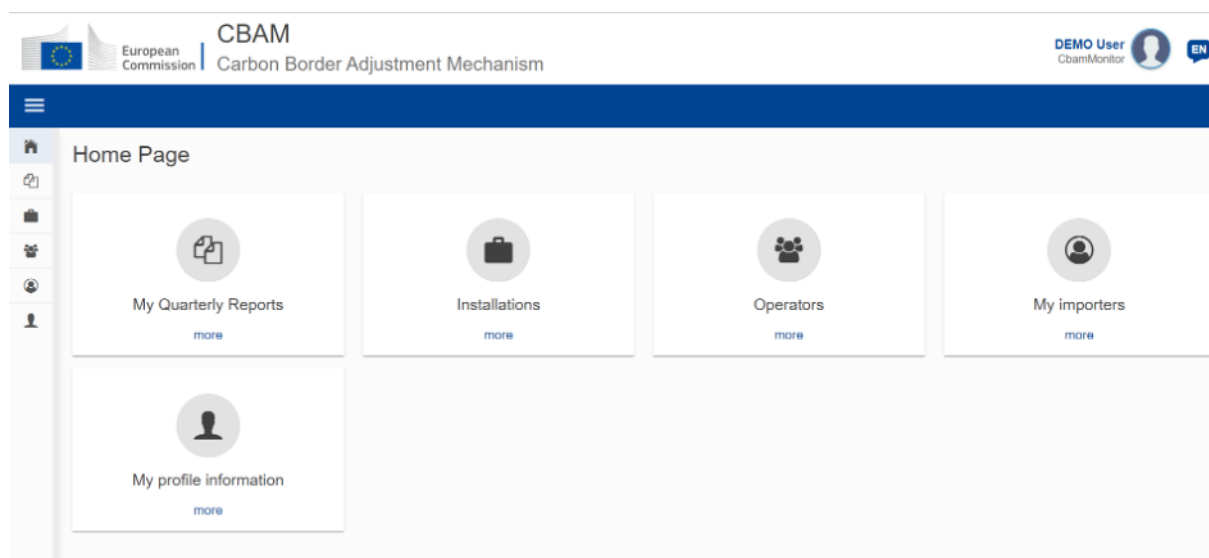 European
Commission
CBAM
Carbon Border Adjustment Mechanism
DEMO User
CbamMonitor
EN
Home Page
My Quarterly Reports
more
Installations
more
Operators
more
My importers
more
My profile information
more